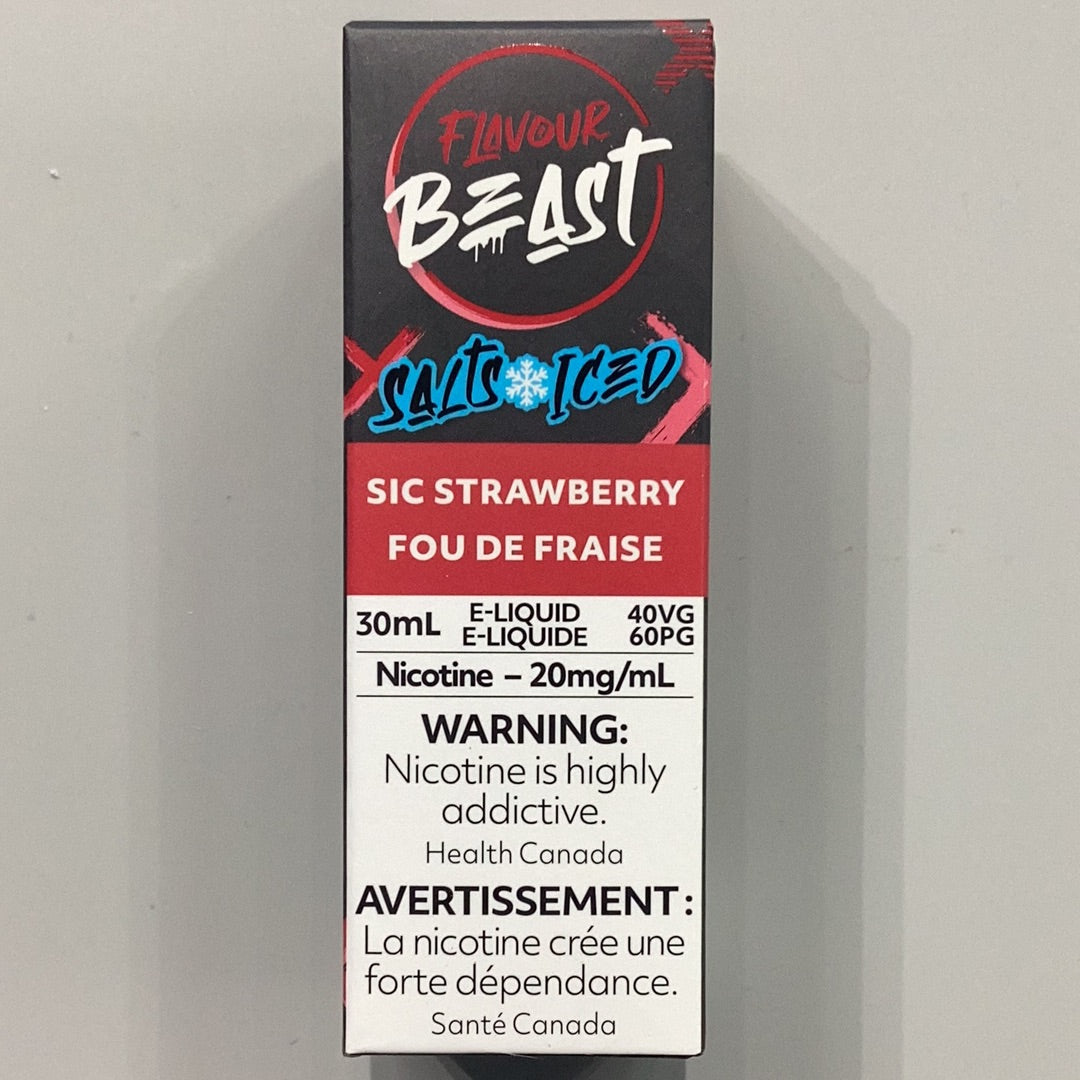 FLAVOUR
BEAST
SALTS ICED
SIC STRAWBERRY
FOU DE FRAISE
30mL E-LIQUID 40VG
E-LIQUIDE 60PG
Nicotine – 20mg/mL
WARNING:
Nicotine is highly
addictive.
Health Canada
AVERTISSEMENT :
La nicotine crée une
forte dépendance.
Santé Canada